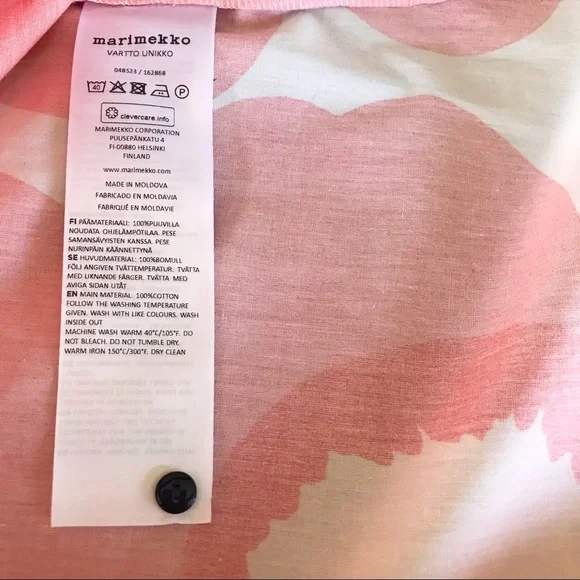 marimekko
VARTTO UNIKKO
048523 / 162868
40
P
clevercare.info
MARIMEKKO CORPORATION
PUUSEPÄNKATU 4
FI-00880 HELSINKI
FINLAND
www.marimekko.com
MADE IN MOLDOVA
FABRICADO EN MOLDAVIA
FABRIQUÉ EN MOLDAVIE
FI PÄÄMATERIAALI: 100%PUUVILLA
NOUDATA OHJELÄMPÖTILAA. PESE
SAMANSÄVYISTEN KANSSA. PESE
NURINPÄIN KÄÄNNETTYNÄ
SE HUVUDMATERIAL: 100%BOMULL
FÖLJ ANGIVEN TVÄTTEMPERATUR. TVÄTTA
MED LIKNANDE FÄRGER. TVÄTTA MED
AVIGA SIDAN UTÅT
EN MAIN MATERIAL: 100%COTTON
FOLLOW THE WASHING TEMPERATURE
GIVEN. WASH WITH LIKE COLOURS. WASH
INSIDE OUT
MACHINE WASH WARM 40°C/105°F. DO
NOT BLEACH. DO NOT TUMBLE DRY.
WARM IRON 150°C/300°F. DRY CLEAN